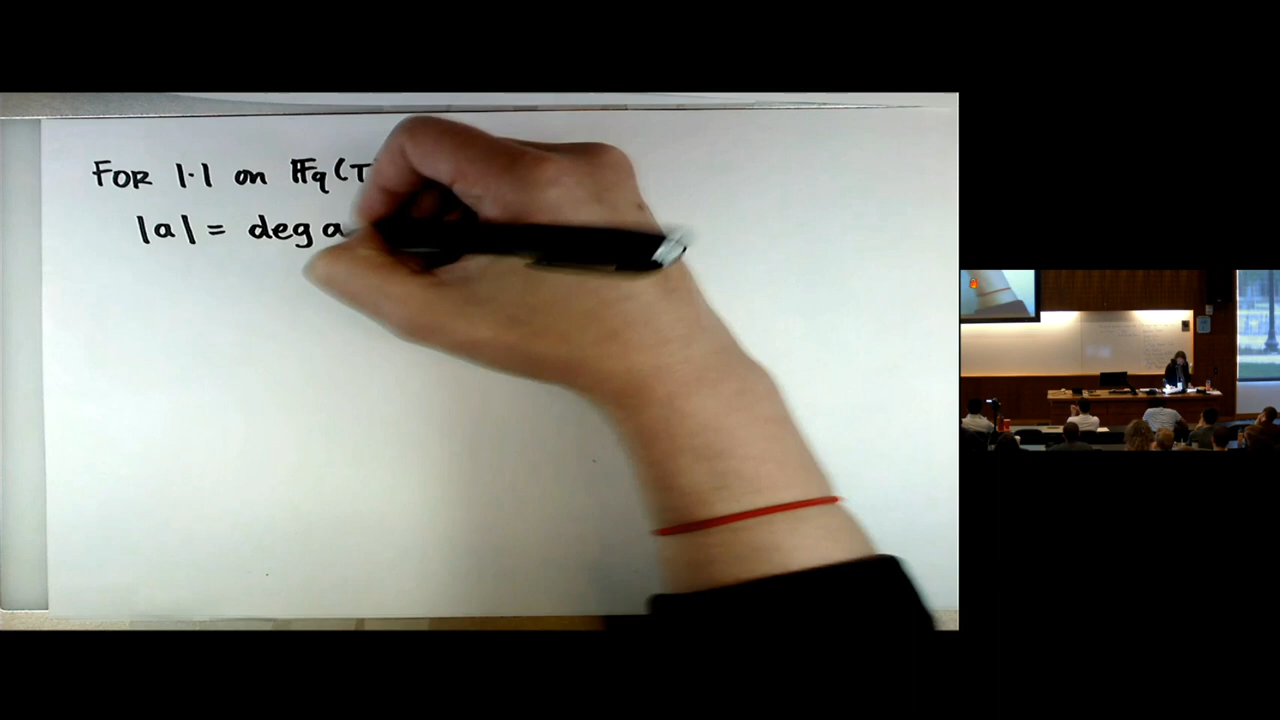 For |·| on 𝔽q(T
|a| = deg a